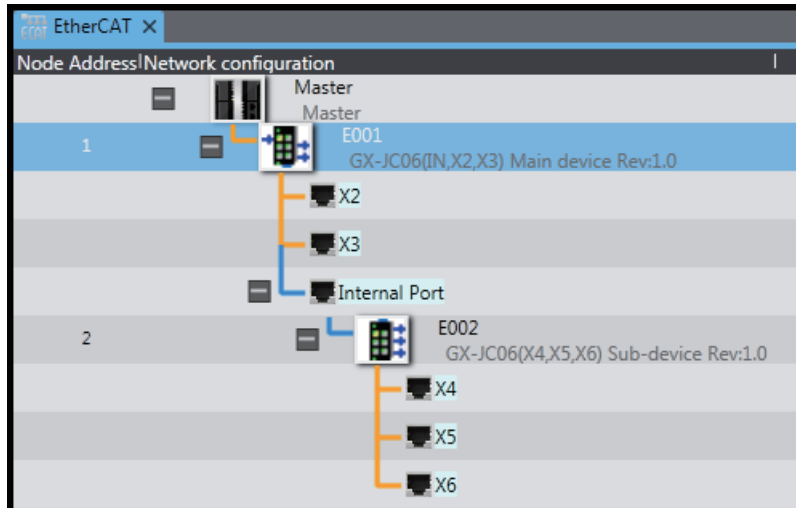 ECAT EtherCAT ×
Node Address Network configuration
Master
Master
1 E001
GX-JC06(IN,X2,X3) Main device Rev:1.0
X2
X3
Internal Port
2 E002
GX-JC06(X4,X5,X6) Sub-device Rev:1.0
X4
X5
X6